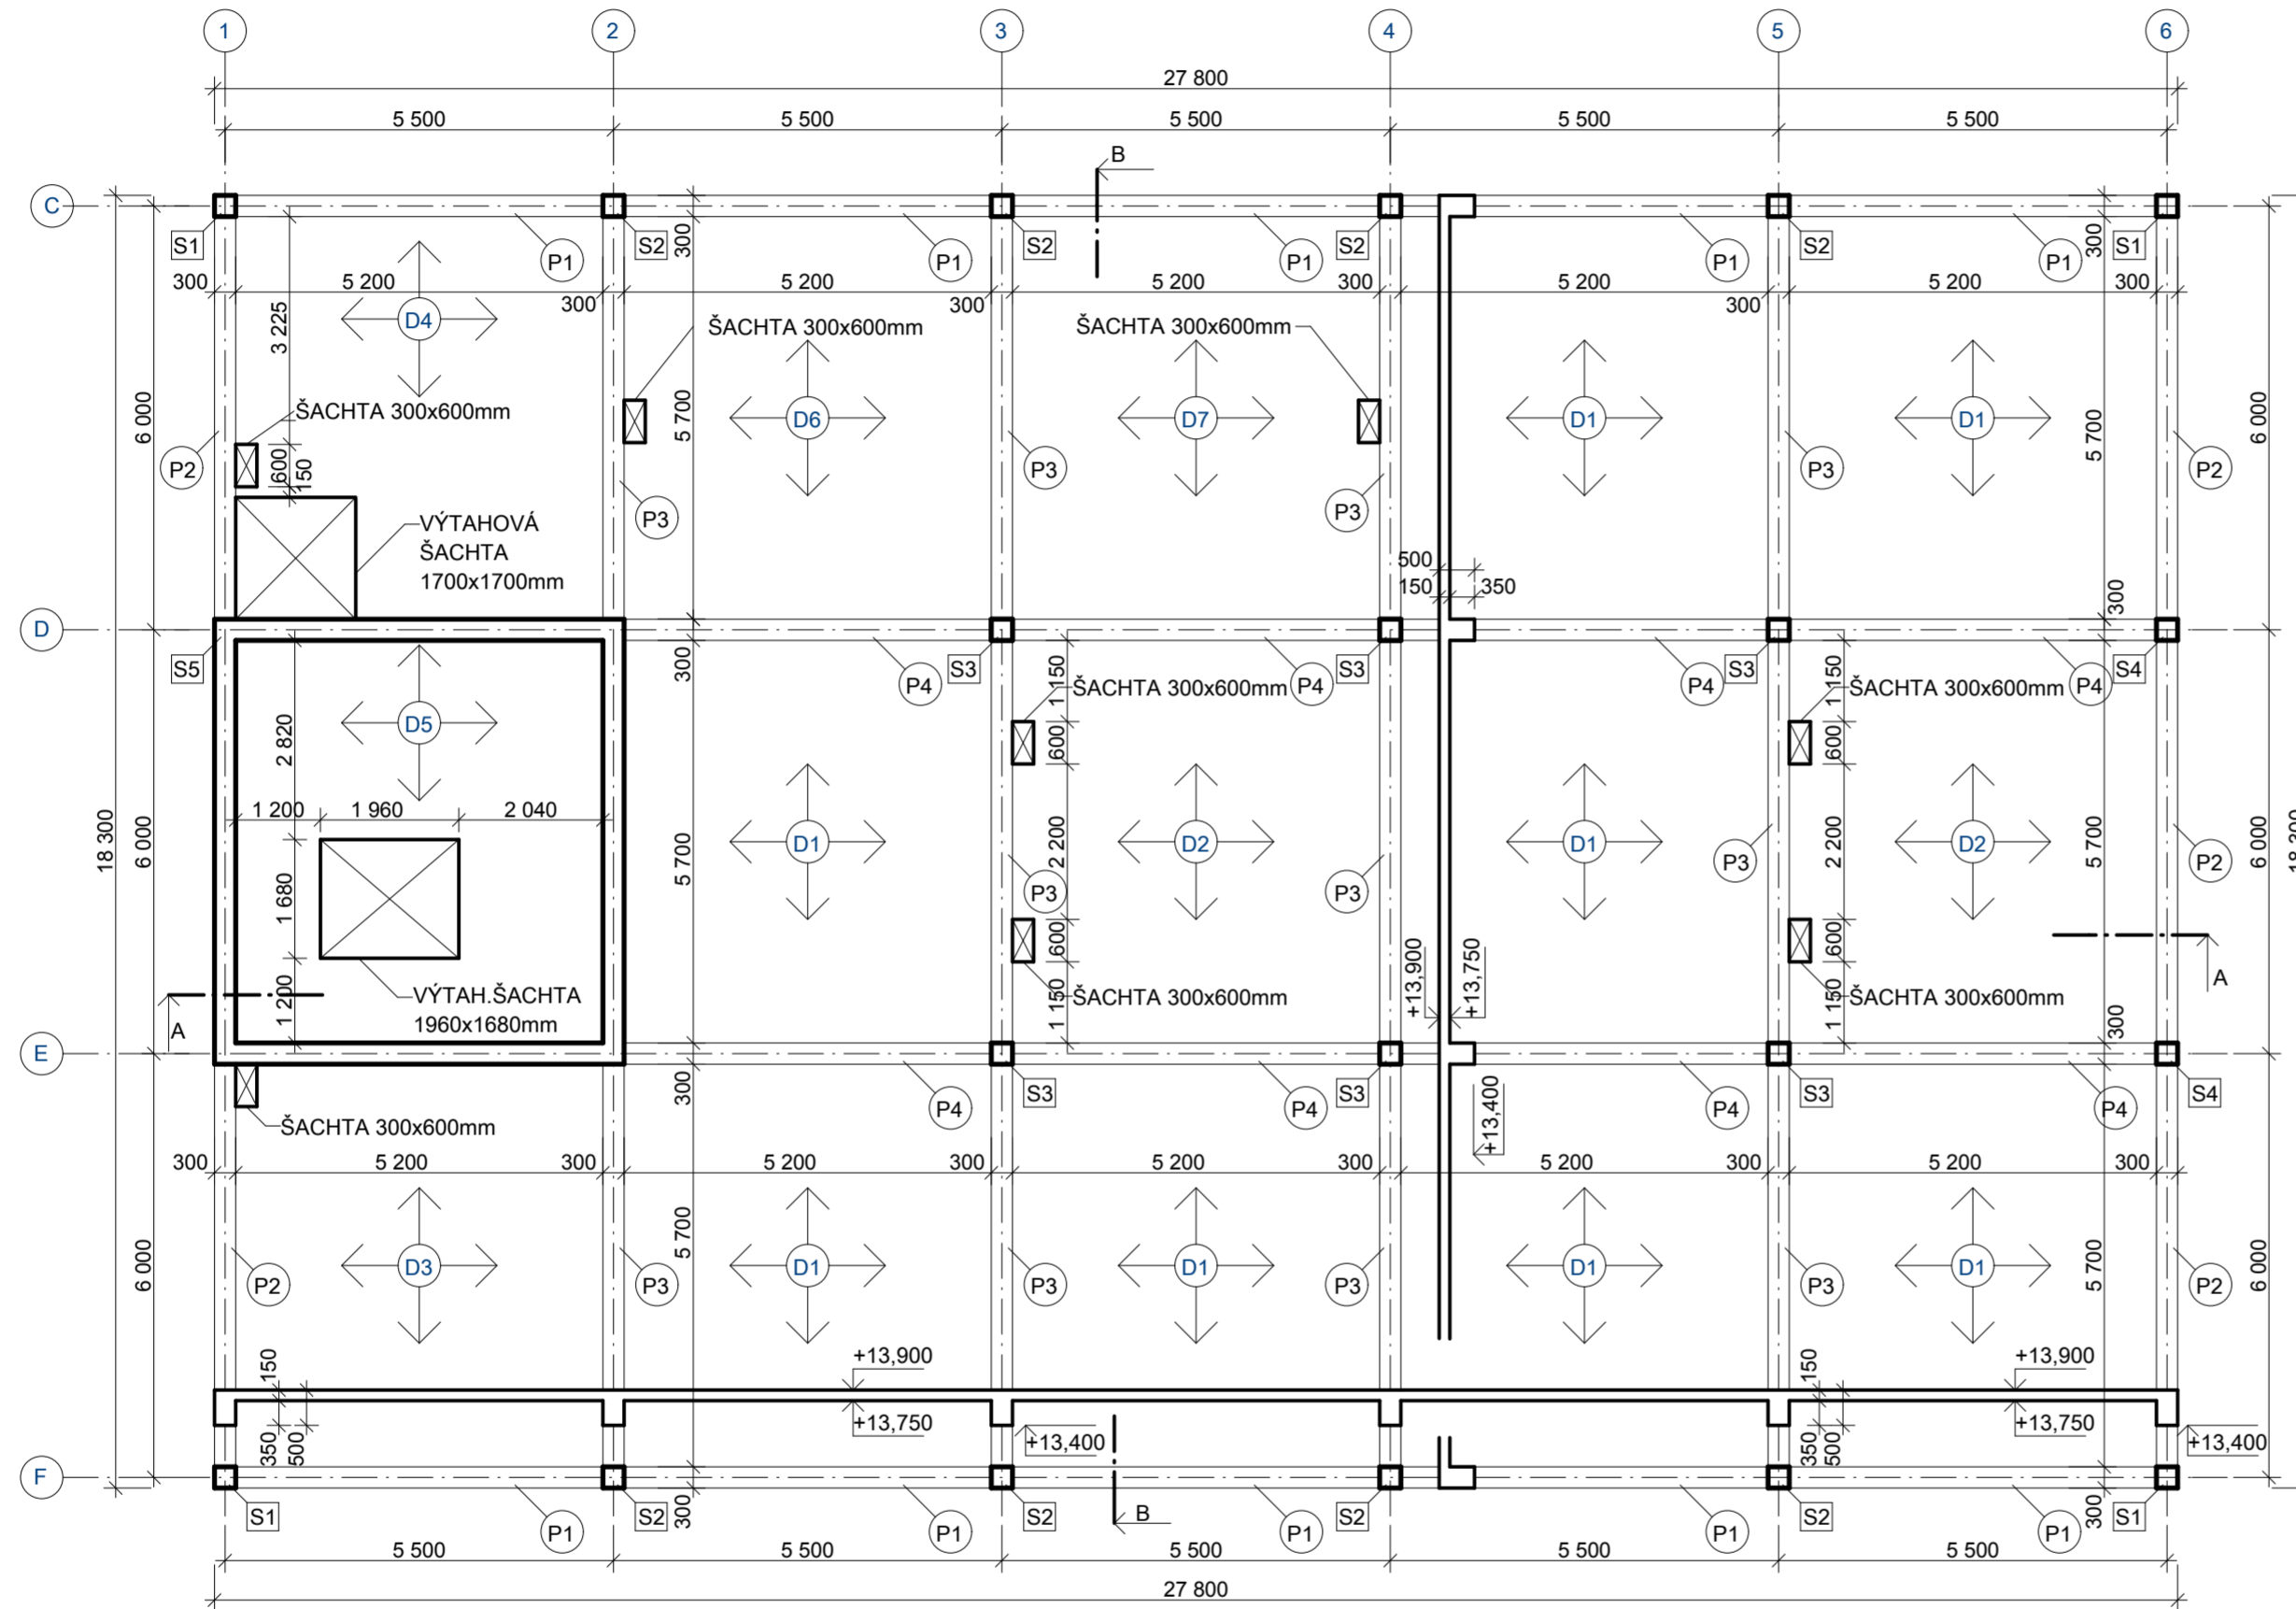 1
2
3
4
5
6
27 800
5 500
5 500
5 500
5 500
5 500
B
C
S1
P1
S2
300
P1
S2
P1
S2
P1
S2
P1
300
S1
300
5 200
300
5 200
300
5 200
300
5 200
300
5 200
300
3 225
D4
ŠACHTA 300x600mm
ŠACHTA 300x600mm
6 000
ŠACHTA 300x600mm
5 700
D6
D7
D1
D1
5 700
6 000
P2
600
150
P3
P3
P3
P3
P2
VÝTAHOVÁ
ŠACHTA
1700x1700mm
500
150
350
300
D
S5
300
P4
S3
1 150
P4
S3
P4
S3
1 150
P4
S4
ŠACHTA 300x600mm
ŠACHTA 300x600mm
2 820
D5
600
600
1 200
1 960
2 040
18 300
6 000
5 700
D1
2 200
D2
D1
2 200
D2
5 700
6 000
18 300
P3
P3
P3
P2
1 680
600
600
+13,900
+13,750
1 200
VÝTAH.ŠACHTA
1960x1680mm
1 150
ŠACHTA 300x600mm
1 150
ŠACHTA 300x600mm
A
A
300
E
300
P4
S3
P4
S3
P4
S3
P4
S4
ŠACHTA 300x600mm
+13,400
300
5 200
300
5 200
300
5 200
300
5 200
300
5 200
300
6 000
P2
D3
P3
5 700
D1
P3
D1
P3
D1
P3
D1
5 700
P2
6 000
150
+13,900
150
+13,900
350
500
+13,750
+13,400
350
500
+13,750
+13,400
F
S1
P1
S2
300
P1
S2
B
P1
S2
P1
S2
P1
300
S1
5 500
5 500
5 500
5 500
5 500
27 800